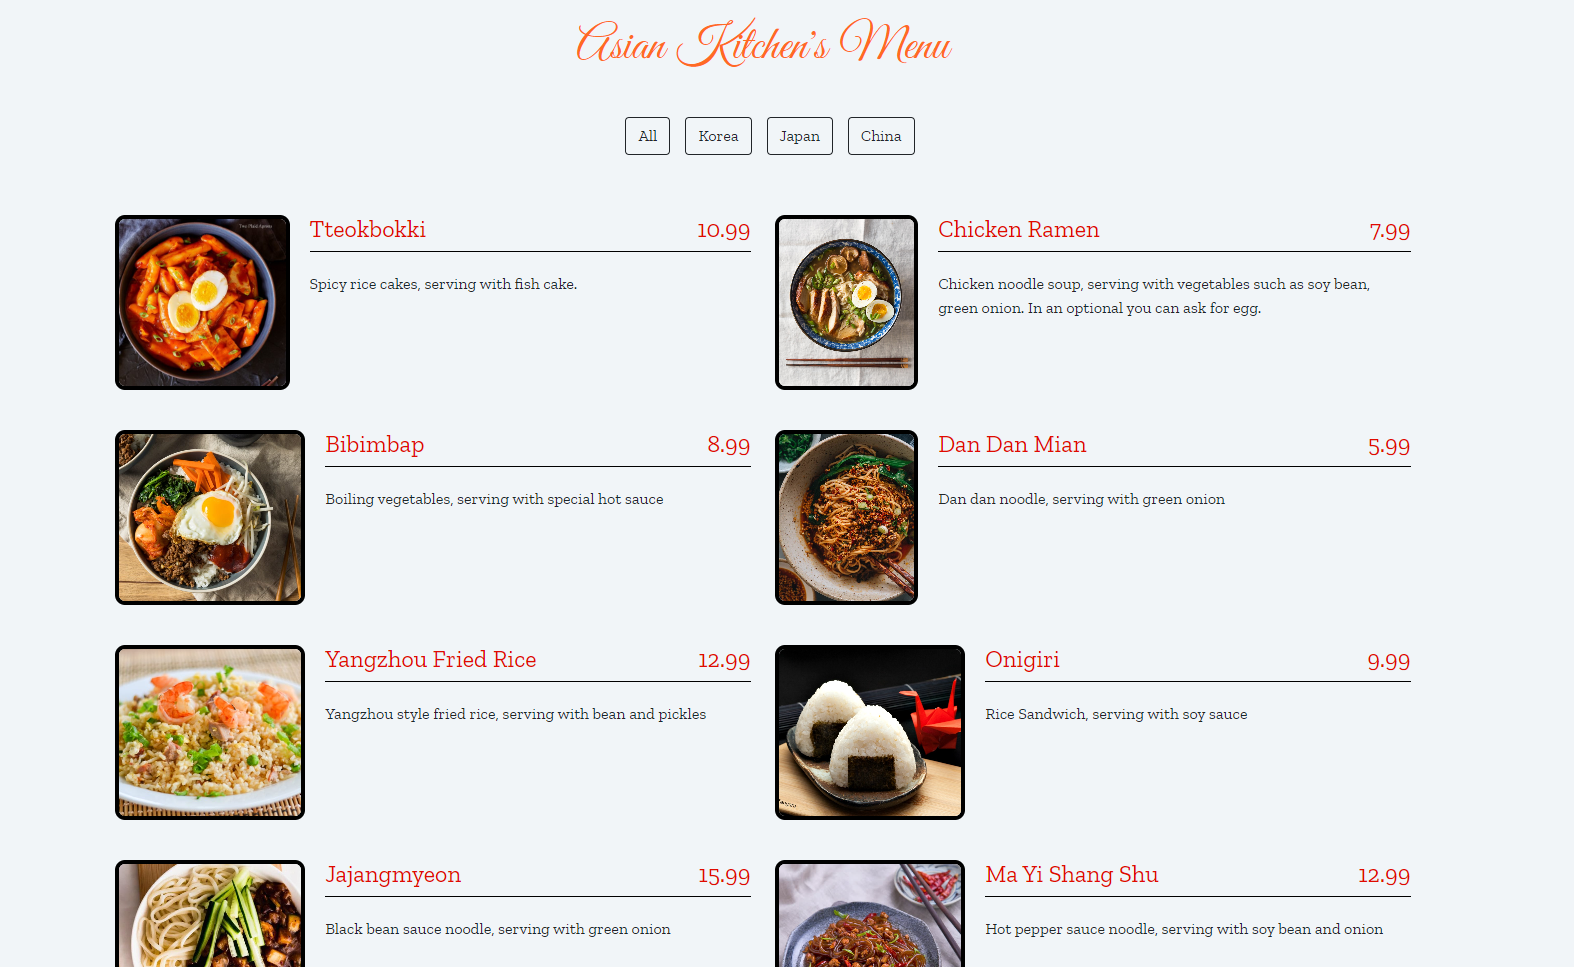 Asian Kitchen's Menu
All
Korea
Japan
China
Tteokbokki 10.99
Spicy rice cakes, serving with fish cake.
Chicken Ramen 7.99
Chicken noodle soup, serving with vegetables such as soy bean,
green onion. In an optional you can ask for egg.
Bibimbap 8.99
Boiling vegetables, serving with special hot sauce
Dan Dan Mian 5.99
Dan dan noodle, serving with green onion
Yangzhou Fried Rice 12.99
Yangzhou style fried rice, serving with bean and pickles
Onigiri 9.99
Rice Sandwich, serving with soy sauce
Jajangmyeon 15.99
Black bean sauce noodle, serving with green onion
Ma Yi Shang Shu 12.99
Hot pepper sauce noodle, serving with soy bean and onion